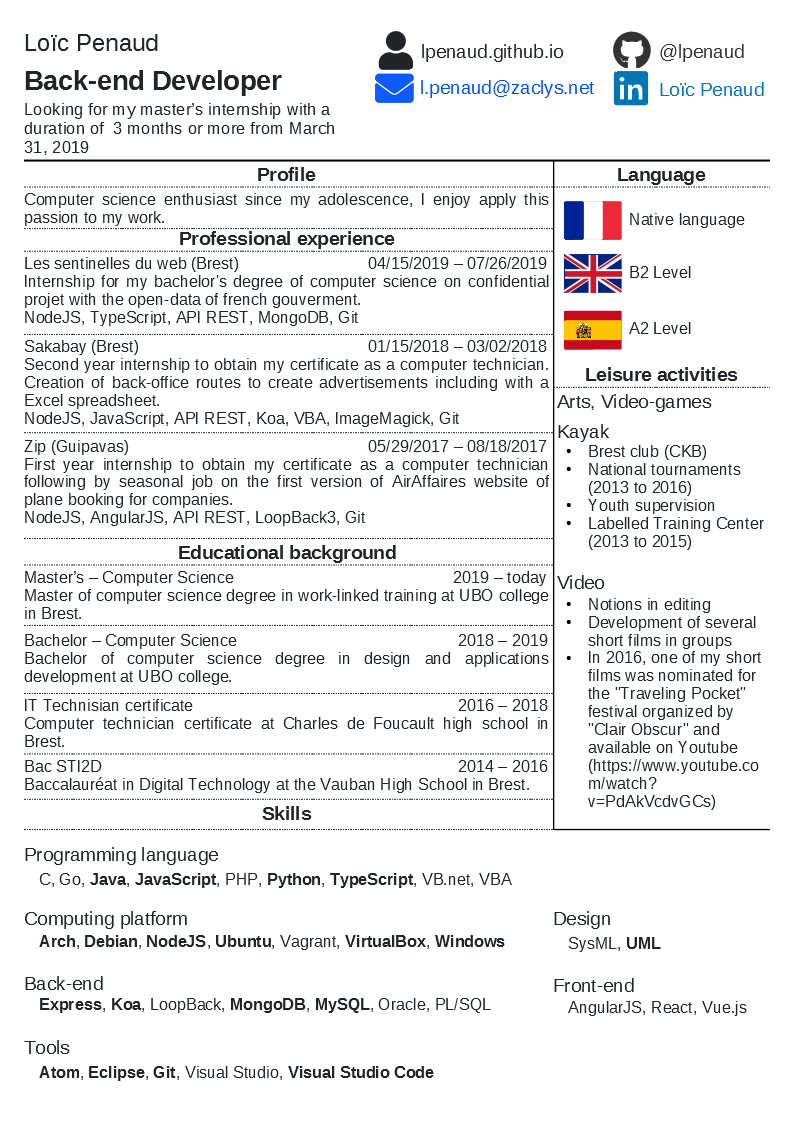 Loïc Penaud
Back-end Developer
Looking for my master's internship with a
duration of 3 months or more from March
31, 2019
lpenaud.github.io
@lpenaud
l.penaud@zaclys.net
in Loïc Penaud
Profile
Computer science enthusiast since my adolescence, I enjoy apply this
passion to my work.
Professional experience
Les sentinelles du web (Brest) 04/15/2019 – 07/26/2019
Internship for my bachelor's degree of computer science on confidential
projet with the open-data of french gouverment.
NodeJS, TypeScript, API REST, MongoDB, Git
Sakabay (Brest) 01/15/2018 – 03/02/2018
Second year internship to obtain my certificate as a computer technician.
Creation of back-office routes to create advertisements including with a
Excel spreadsheet.
NodeJS, JavaScript, API REST, Koa, VBA, ImageMagick, Git
Zip (Guipavas) 05/29/2017 – 08/18/2017
First year internship to obtain my certificate as a computer technician
following by seasonal job on the first version of AirAffaires website of
plane booking for companies.
NodeJS, AngularJS, API REST, LoopBack3, Git
Educational background
Master's – Computer Science 2019 – today
Master of computer science degree in work-linked training at UBO college
in Brest.
Bachelor – Computer Science 2018 – 2019
Bachelor of computer science degree in design and applications
development at UBO college.
IT Technisian certificate 2016 – 2018
Computer technician certificate at Charles de Foucault high school in
Brest.
Bac STI2D 2014 – 2016
Baccalauréat in Digital Technology at the Vauban High School in Brest.
Skills
Language
Native language
B2 Level
A2 Level
Leisure activities
Arts, Video-games
Kayak
• Brest club (CKB)
• National tournaments
(2013 to 2016)
• Youth supervision
• Labelled Training Center
(2013 to 2015)
Video
• Notions in editing
• Development of several
short films in groups
• In 2016, one of my short
films was nominated for
the "Traveling Pocket"
festival organized by
"Clair Obscur" and
available on Youtube
(https://www.youtube.co
m/watch?
v=PdAkVcdvGCs)
Programming language
C, Go, Java, JavaScript, PHP, Python, TypeScript, VB.net, VBA
Computing platform
Arch, Debian, NodeJS, Ubuntu, Vagrant, VirtualBox, Windows
Design
SysML, UML
Back-end
Express, Koa, LoopBack, MongoDB, MySQL, Oracle, PL/SQL
Front-end
AngularJS, React, Vue.js
Tools
Atom, Eclipse, Git, Visual Studio, Visual Studio Code